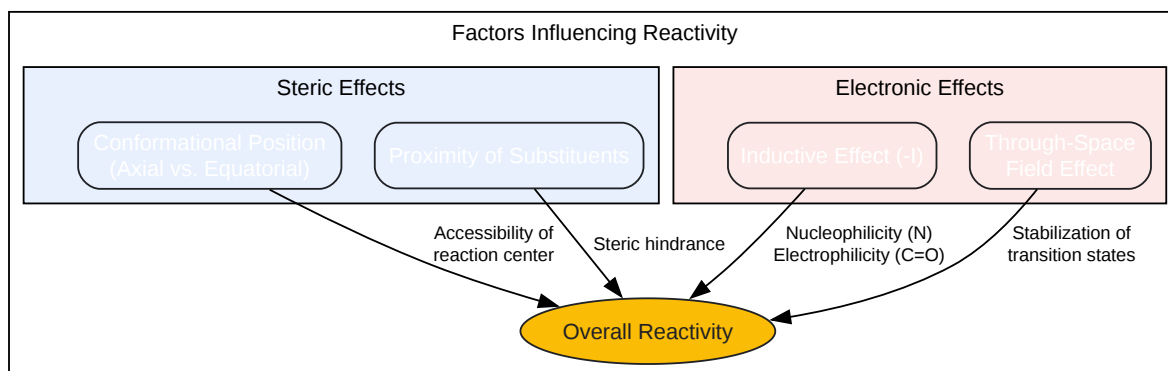 Factors Influencing Reactivity
Steric Effects
Electronic Effects
Conformational Position
(Axial vs. Equatorial)
Proximity of Substituents
Inductive Effect (-I)
Through-Space
Field Effect
Accessibility of
reaction center
Steric hindrance
Nucleophilicity (N)
Electrophilicity (C=O)
Stabilization of
transition states
Overall Reactivity